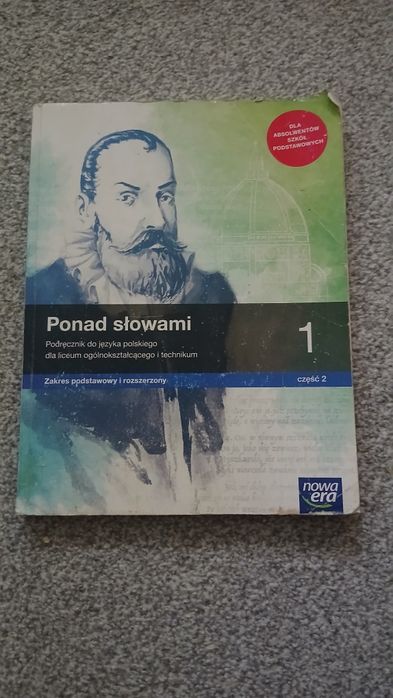 DLA
ABSOLWENTÓW
SZKÓŁ
PODSTAWOWYCH
Ponad słowami
1
Podręcznik do języka polskiego
dla liceum ogólnokształcącego i technikum
Zakres podstawowy i rozszerzony
część 2
nowa
era